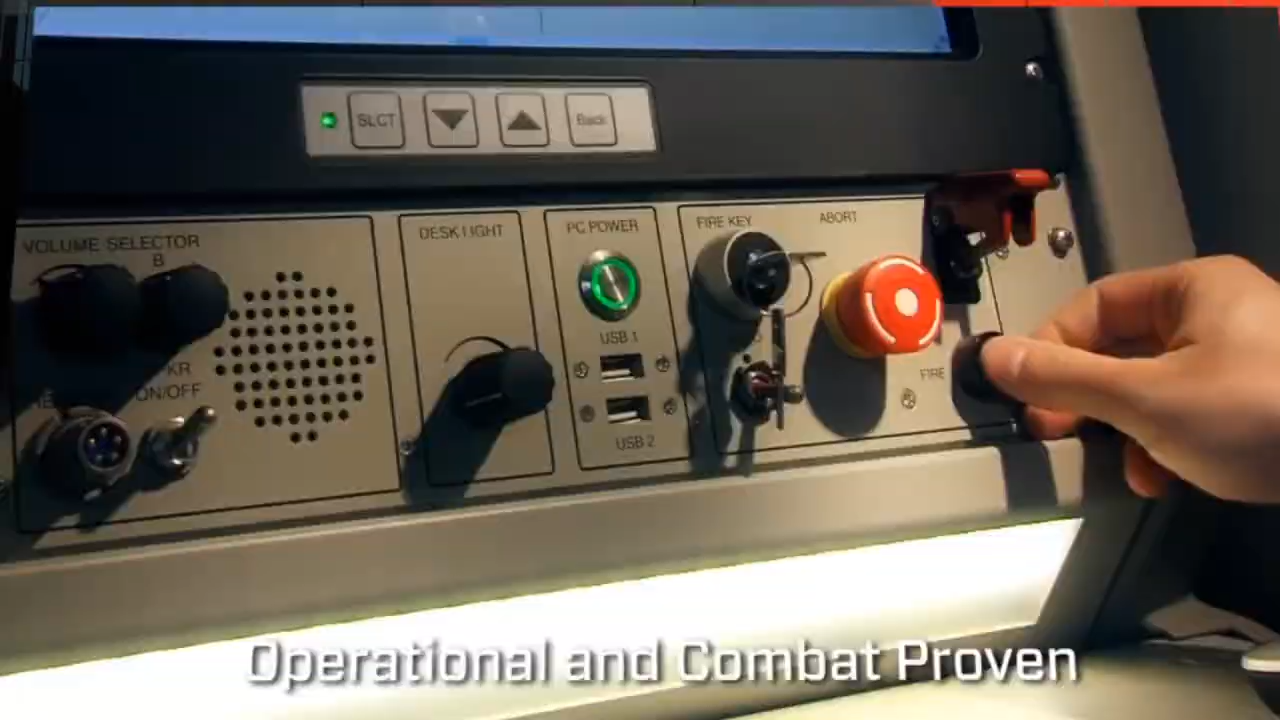 SLCT
Back
VOLUME SELECTOR
B
DESK LIGHT
PC POWER
FIRE KEY
ABORT
USB 1
ON/OFF
FIRE
USB 2
Operational and Combat Proven